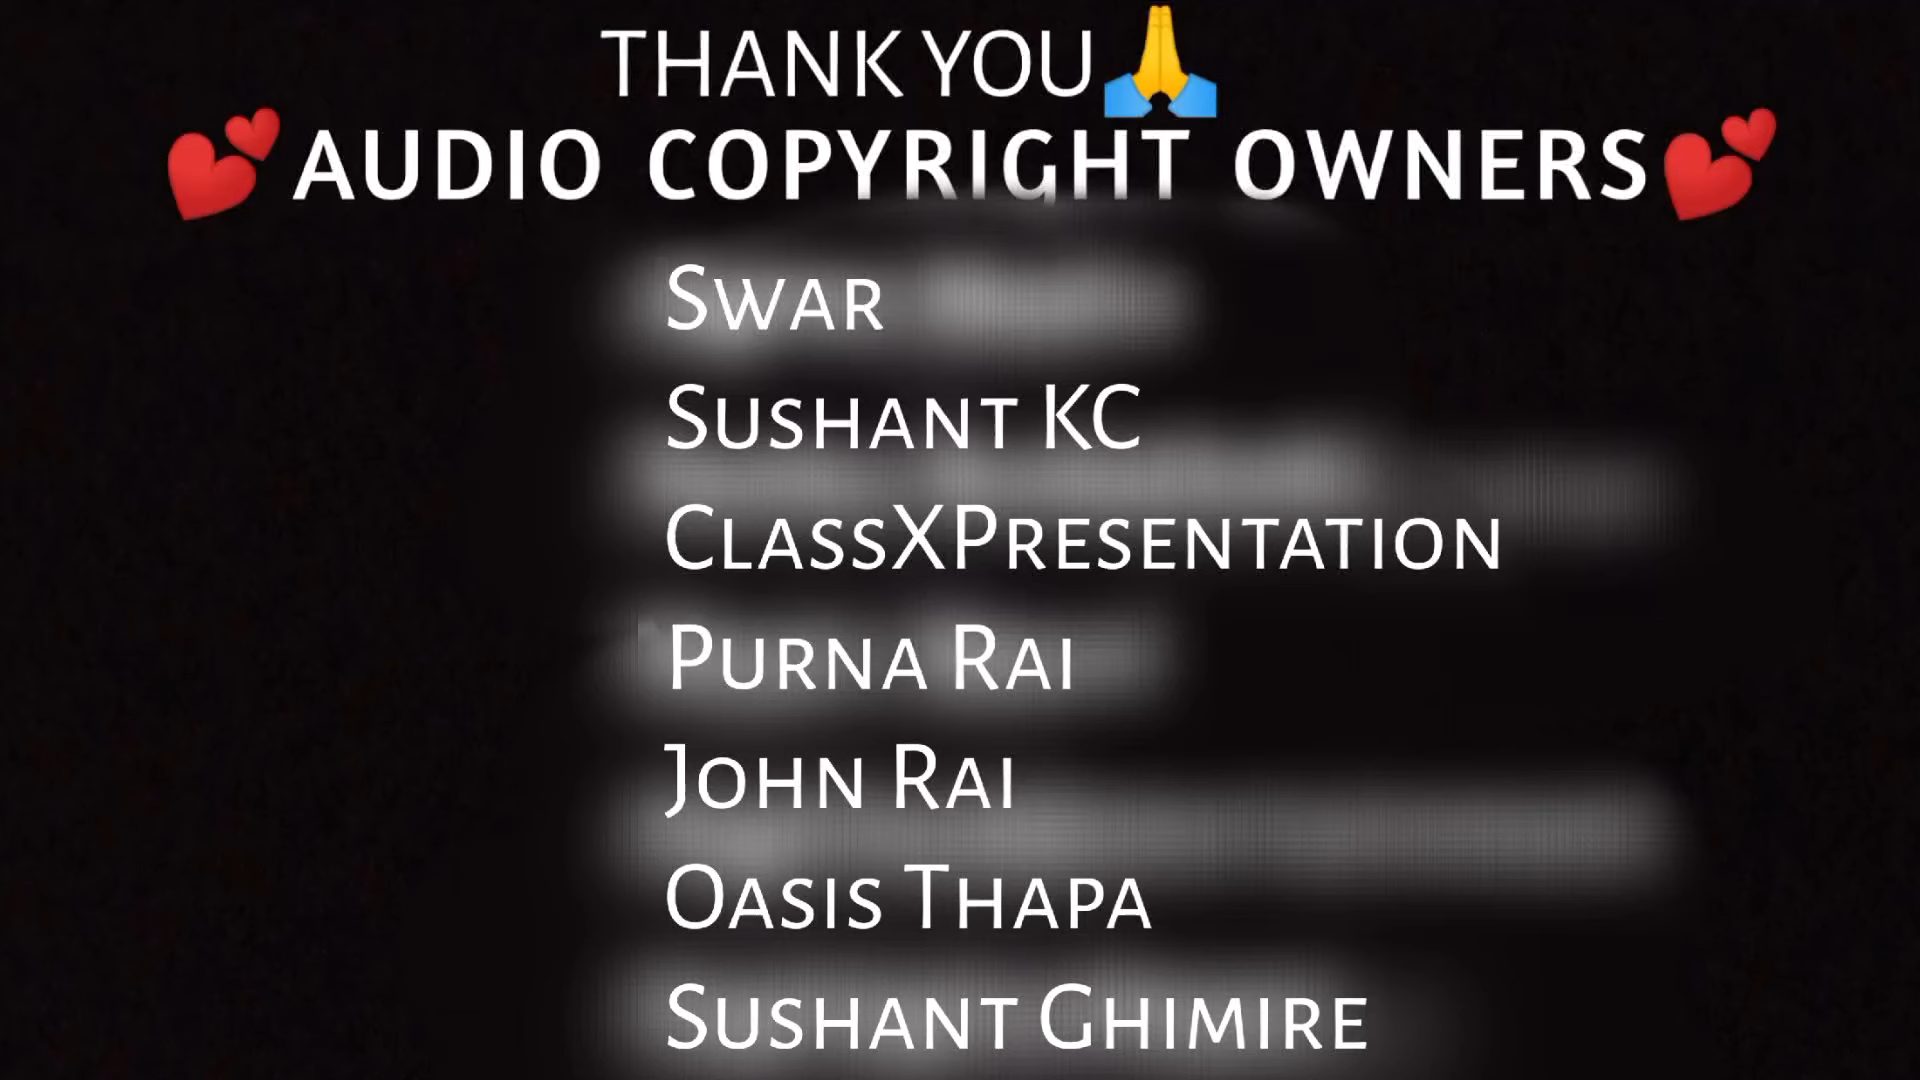 THANK YOU🙏
💕AUDIO COPYRIGHT OWNERS💕
SWAR
SUSHANT KC
CLASSXPRESENTATION
PURNA RAI
JOHN RAI
OASIS THAPA
SUSHANT GHIMIRE